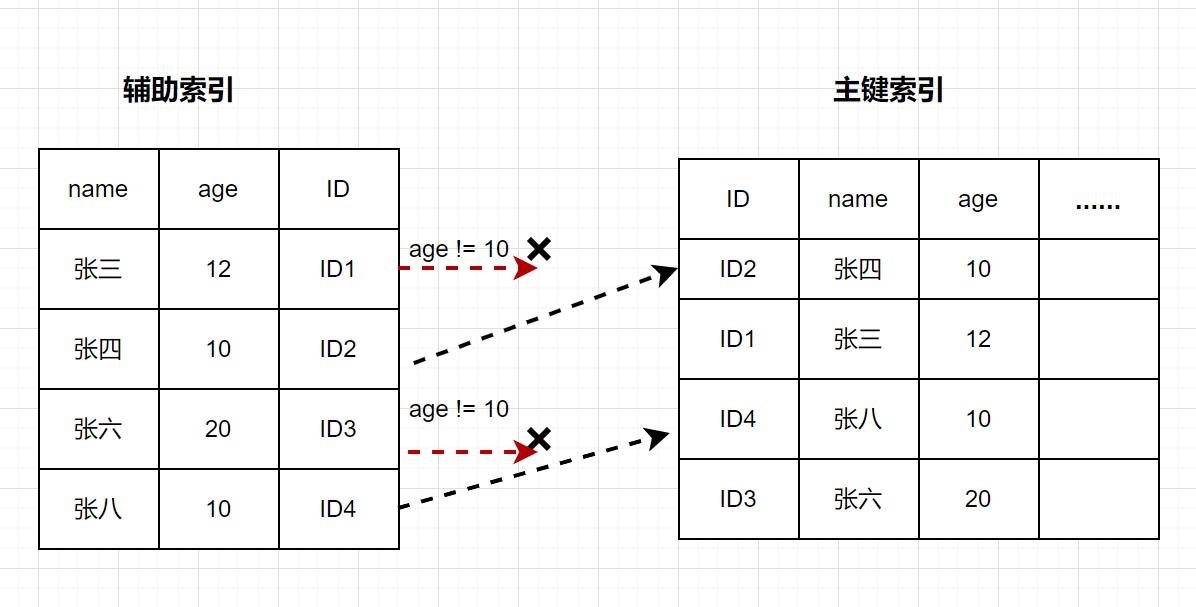 辅助索引
主键索引
name age ID
张三 12 ID1
张四 10 ID2
张六 20 ID3
张八 10 ID4
age != 10
age != 10
ID name age ......
ID2 张四 10
ID1 张三 12
ID4 张八 10
ID3 张六 20